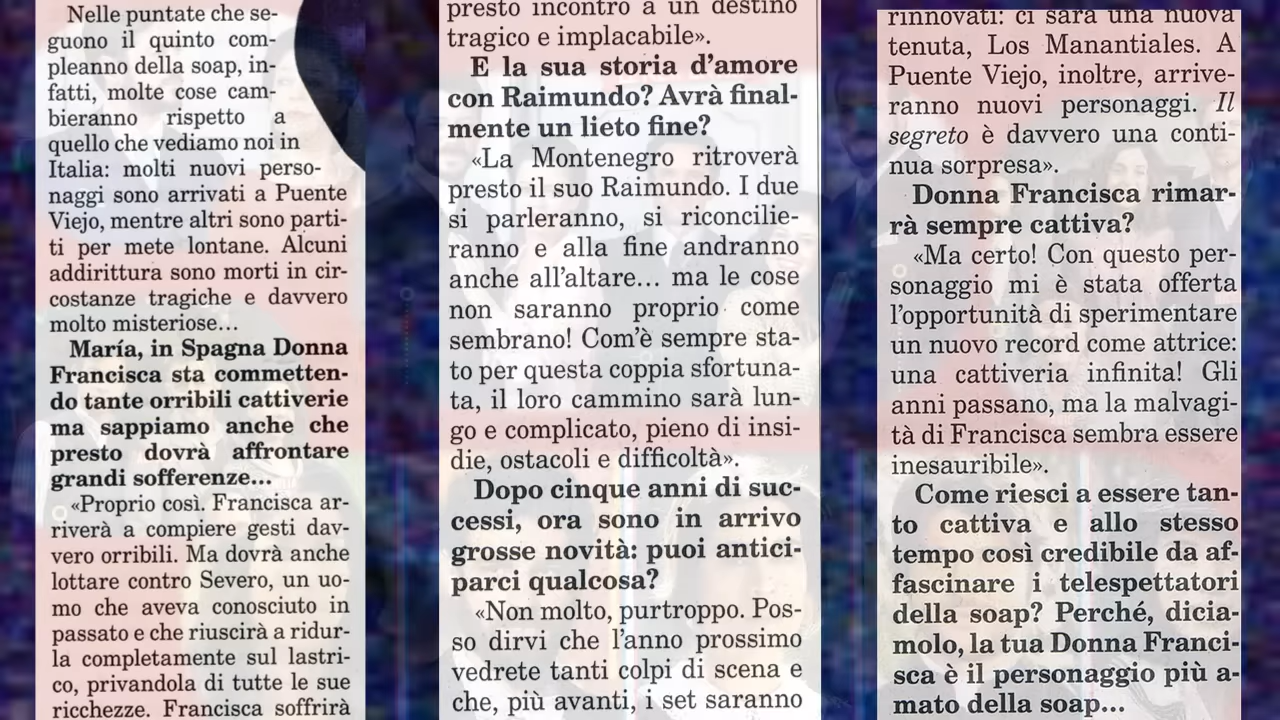 Nelle puntate che se-
guono il quinto com-
pleanno della soap, in-
fatti, molte cose cam-
bieranno rispetto a
quello che vediamo noi in
Italia: molti nuovi perso-
naggi sono arrivati a Puente
Viejo, mentre altri sono parti-
ti per mete lontane. Alcuni
addirittura sono morti in cir-
costanze tragiche e davvero
molto misteriose...
María, in Spagna Donna
Francisca sta commetten-
do tante orribili cattiverie
ma sappiamo anche che
presto dovrà affrontare
grandi sofferenze...
«Proprio così. Francisca ar-
riverà a compiere gesti dav-
vero orribili. Ma dovrà anche
lottare contro Severo, un uo-
mo che aveva conosciuto in
passato e che riuscirà a ridur-
la completamente sul lastri-
co, privandola di tutte le sue
ricchezze. Francisca soffrirà
presto incontro a un destino
tragico e implacabile».
E la sua storia d'amore
con Raimundo? Avrà final-
mente un lieto fine?
«La Montenegro ritroverà
presto il suo Raimundo. I due
si parleranno, si riconcilie-
ranno e alla fine andranno
anche all'altare... ma le cose
non saranno proprio come
sembrano! Com'è sempre sta-
to per questa coppia sfortuna-
ta, il loro cammino sarà lun-
go e complicato, pieno di insi-
die, ostacoli e difficoltà».
Dopo cinque anni di suc-
cessi, ora sono in arrivo
grosse novità: puoi antici-
parci qualcosa?
«Non molto, purtroppo. Pos-
so dirvi che l'anno prossimo
vedrete tanti colpi di scena e
che, più avanti, i set saranno
rinnovati: ci sarà una nuova
tenuta, Los Manantiales. A
Puente Viejo, inoltre, arrive-
ranno nuovi personaggi. Il
segreto è davvero una conti-
nua sorpresa».
Donna Francisca rimar-
rà sempre cattiva?
«Ma certo! Con questo per-
sonaggio mi è stata offerta
l'opportunità di sperimentare
un nuovo record come attrice:
una cattiveria infinita! Gli
anni passano, ma la malvagi-
tà di Francisca sembra essere
inesauribile».
Come riesci a essere tan-
to cattiva e allo stesso
tempo così credibile da af-
fascinare i telespettatori
della soap? Perché, dicia-
molo, la tua Donna Franci-
sca è il personaggio più a-
mato della soap...